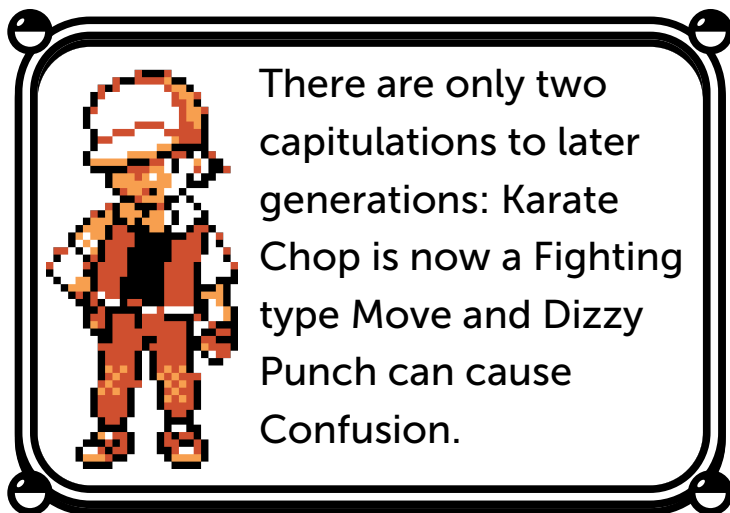 There are only two
capitulations to later
generations: Karate
Chop is now a Fighting
type Move and Dizzy
Punch can cause
Confusion.